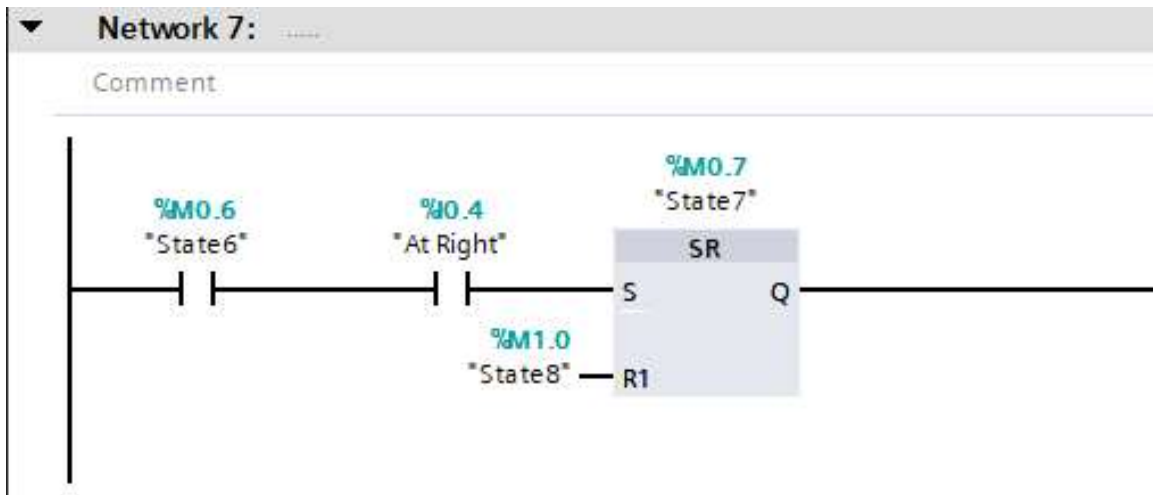 Network 7: .....
Comment
%M0.6
"State6"
%I0.4
"At Right"
%M0.7
"State7"
SR
S
Q
%M1.0
"State8"
R1